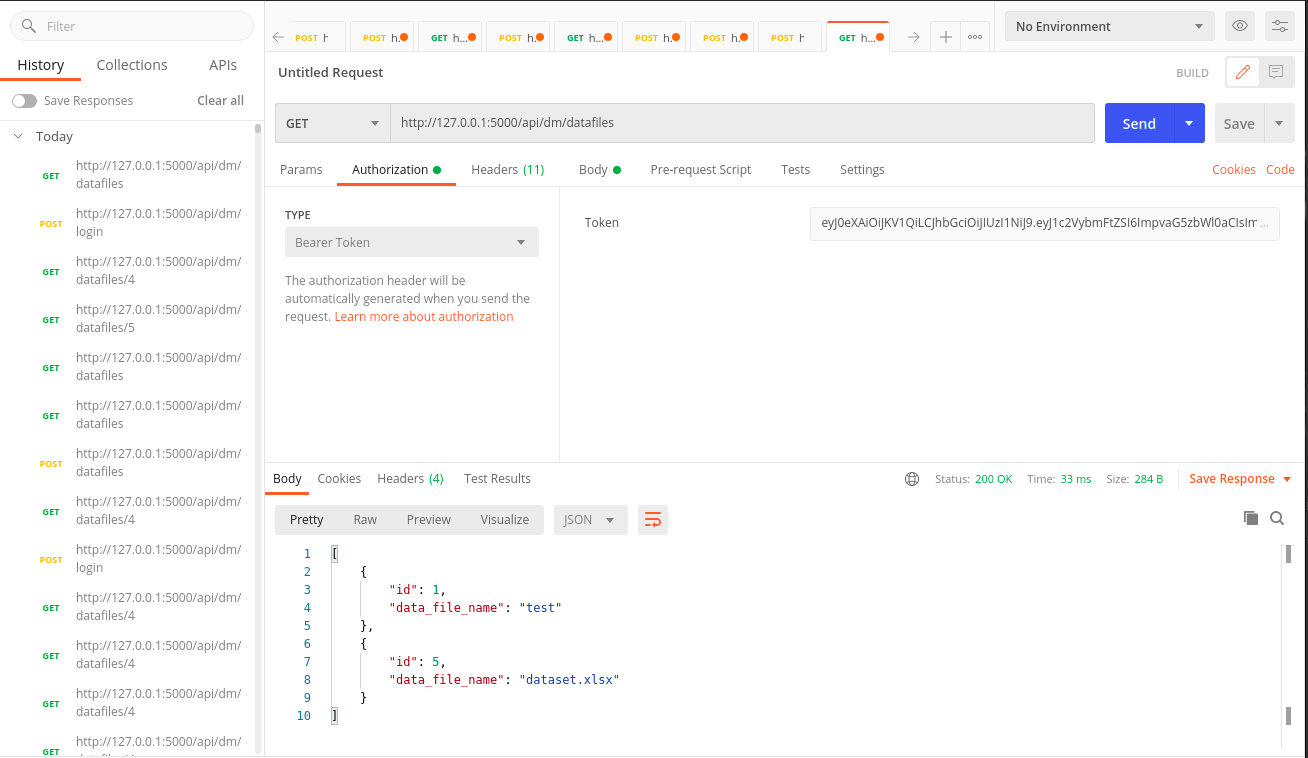 Filter
History Collections APIs
Save Responses Clear all
Today
GET http://127.0.0.1:5000/api/dm/
datafiles
POST http://127.0.0.1:5000/api/dm/
login
GET http://127.0.0.1:5000/api/dm/
datafiles/4
GET http://127.0.0.1:5000/api/dm/
datafiles/5
GET http://127.0.0.1:5000/api/dm/
datafiles
GET http://127.0.0.1:5000/api/dm/
datafiles
POST http://127.0.0.1:5000/api/dm/
datafiles
GET http://127.0.0.1:5000/api/dm/
datafiles/4
POST http://127.0.0.1:5000/api/dm/
login
GET http://127.0.0.1:5000/api/dm/
datafiles/4
GET http://127.0.0.1:5000/api/dm/
datafiles/4
GET http://127.0.0.1:5000/api/dm/
datafiles/4
GET http://127.0.0.1:5000/api/dm/
POST h POST h. GET h... POST h. GET h... POST h. POST h. POST h GET h...
No Environment
Untitled Request
BUILD
GET http://127.0.0.1:5000/api/dm/datafiles Send Save
Params Authorization Headers (11) Body Pre-request Script Tests Settings Cookies Code
TYPE
Bearer Token
The authorization header will be
automatically generated when you send the
request. Learn more about authorization
Token eyJ0eXAiOiJKV1QiLCJhbGciOiJIUzI1NiJ9.eyJ1c2VybmFtZSI6ImpvaG5zbWl0aCIsIm...
Body Cookies Headers (4) Test Results Status: 200 OK Time: 33 ms Size: 284 B Save Response
Pretty Raw Preview Visualize JSON
1 [
2 {
3 "id": 1,
4 "data_file_name": "test"
5 },
6 {
7 "id": 5,
8 "data_file_name": "dataset.xlsx"
9 }
10 ]